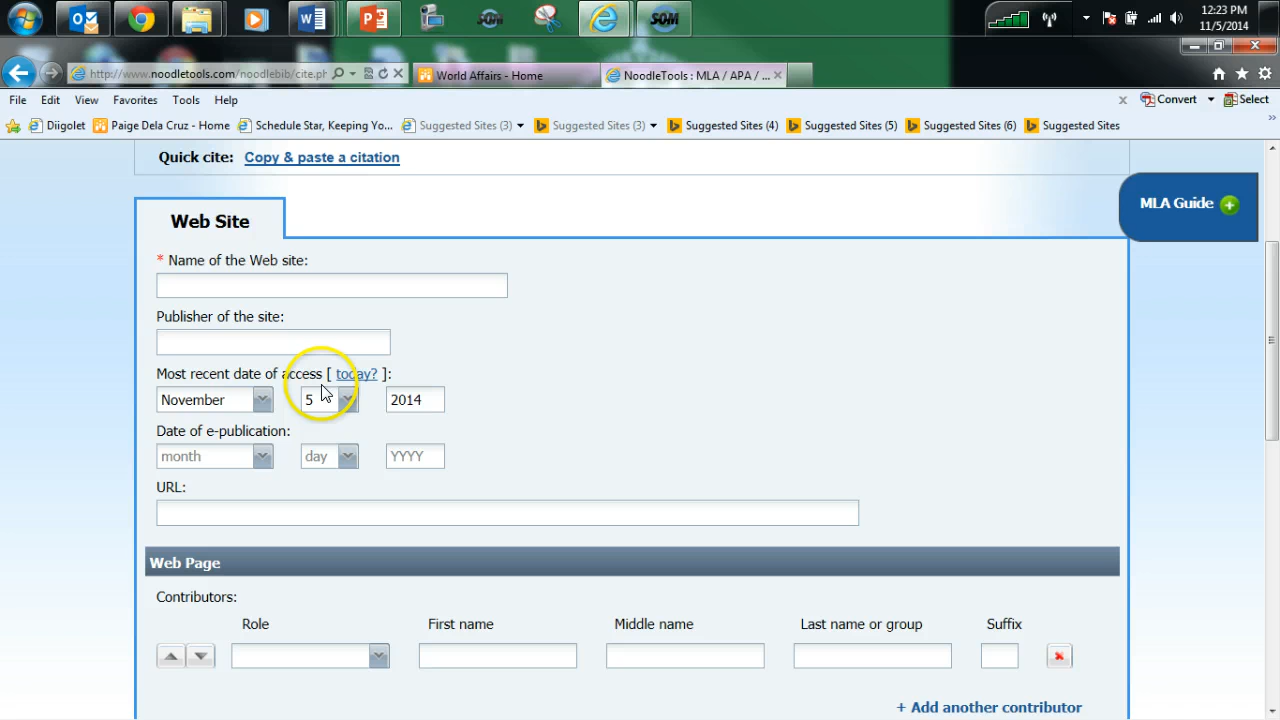 12:23 PM
11/5/2014
http://www.noodletools.com/noodlebib/cite.ph
World Affairs - Home
NoodleTools : MLA / APA / ...
File Edit View Favorites Tools Help
Convert Select
Diigolet Paige Dela Cruz - Home Schedule Star, Keeping Yo... Suggested Sites (3) Suggested Sites (3) Suggested Sites (4) Suggested Sites (5) Suggested Sites (6) Suggested Sites
Quick cite: Copy & paste a citation
MLA Guide
Web Site
* Name of the Web site:
Publisher of the site:
Most recent date of access [ today? ]:
November 5 2014
Date of e-publication:
month day YYYY
URL:
Web Page
Contributors:
Role First name Middle name Last name or group Suffix
+ Add another contributor